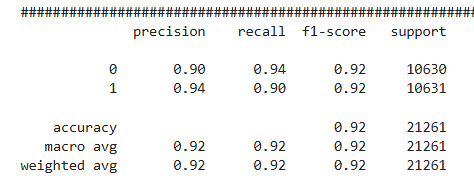 ##########################################################
precision recall f1-score support
0 0.90 0.94 0.92 10630
1 0.94 0.90 0.92 10631
accuracy 0.92 21261
macro avg 0.92 0.92 0.92 21261
weighted avg 0.92 0.92 0.92 21261